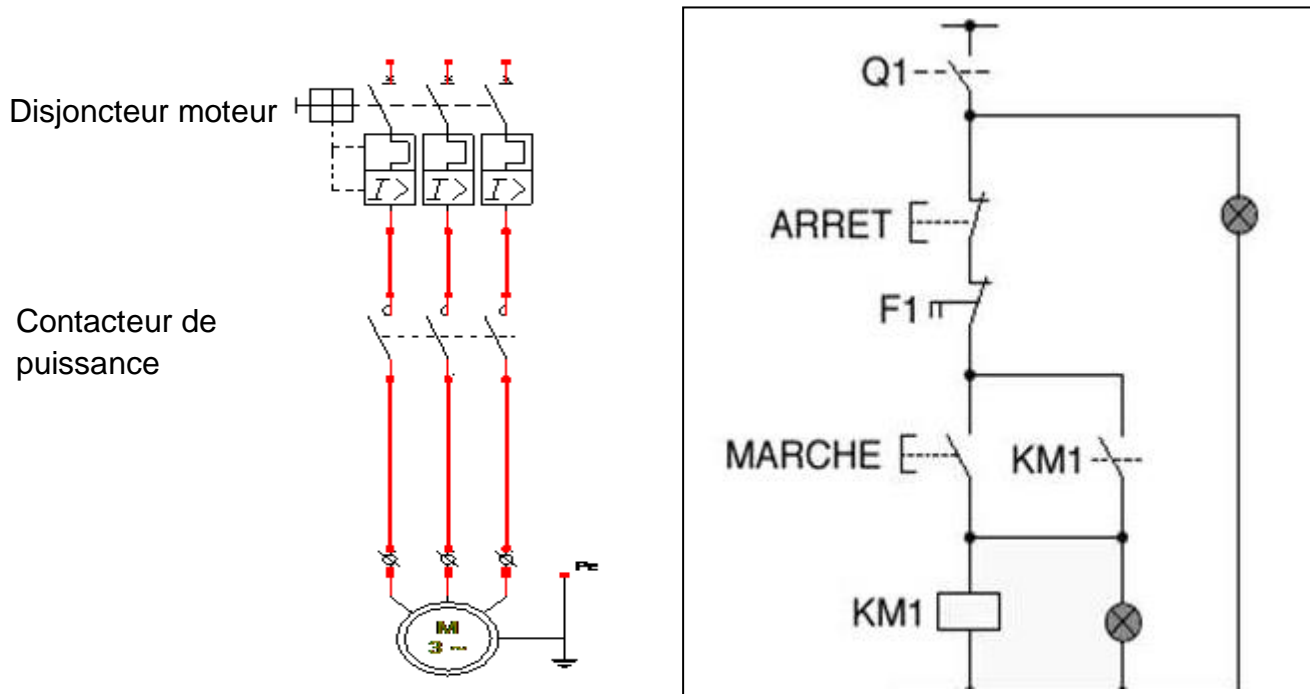 Disjoncteur moteur
I >
I >
I >
Contacteur de
puissance
Pe
M
3
Q1
ARRET
F1
MARCHE
KM1
KM1